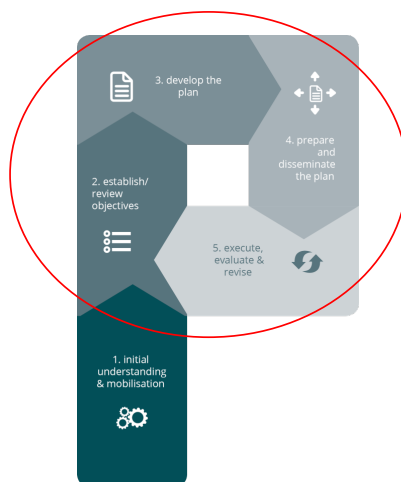 1. initial
understanding
& mobilisation
2. establish/
review
objectives
3. develop the
plan
4. prepare
and
disseminate
the plan
5. execute,
evaluate &
revise